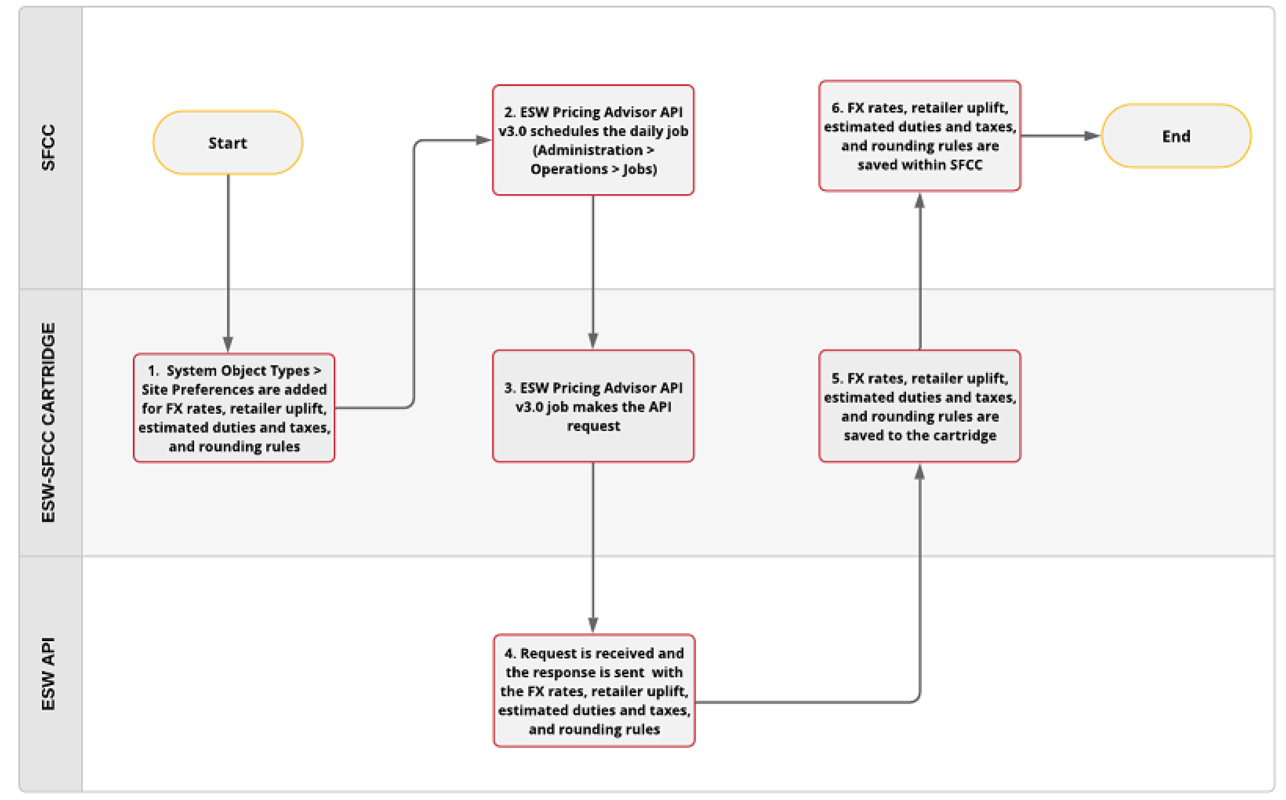 SFCC
Start
2. ESW Pricing Advisor API
v3.0 schedules the daily job
(Administration >
Operations > Jobs)
6. FX rates, retailer uplift,
estimated duties and taxes,
and rounding rules are
saved within SFCC
End
ESW-SFCC CARTRIDGE
1.  System Object Types >
Site Preferences are added
for FX rates, retailer uplift,
estimated duties and taxes,
and rounding rules
3. ESW Pricing Advisor API
v3.0 job makes the API
request
5. FX rates, retailer uplift,
estimated duties and taxes,
and rounding rules are
saved to the cartridge
ESW API
4. Request is received and
the response is sent  with
the FX rates, retailer uplift,
estimated duties and taxes,
and rounding rules